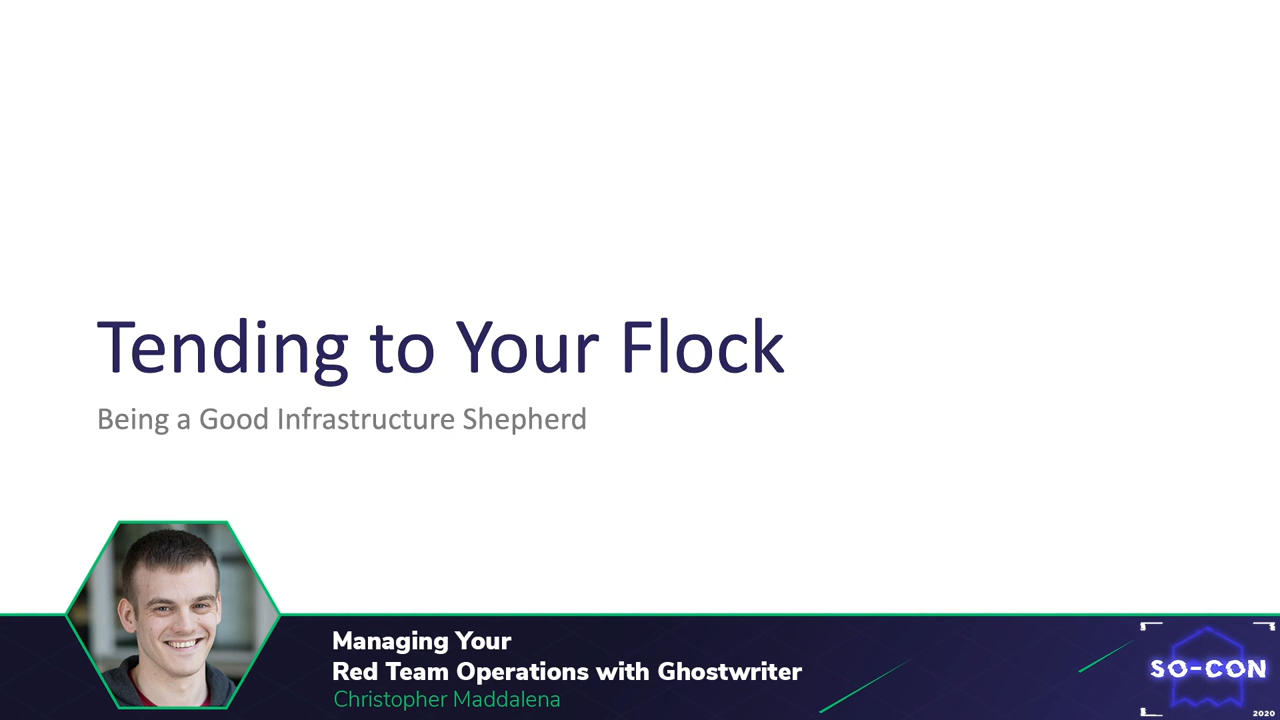 Tending to Your Flock
Being a Good Infrastructure Shepherd
Managing Your
Red Team Operations with Ghostwriter
Christopher Maddalena
SO-CON
2020